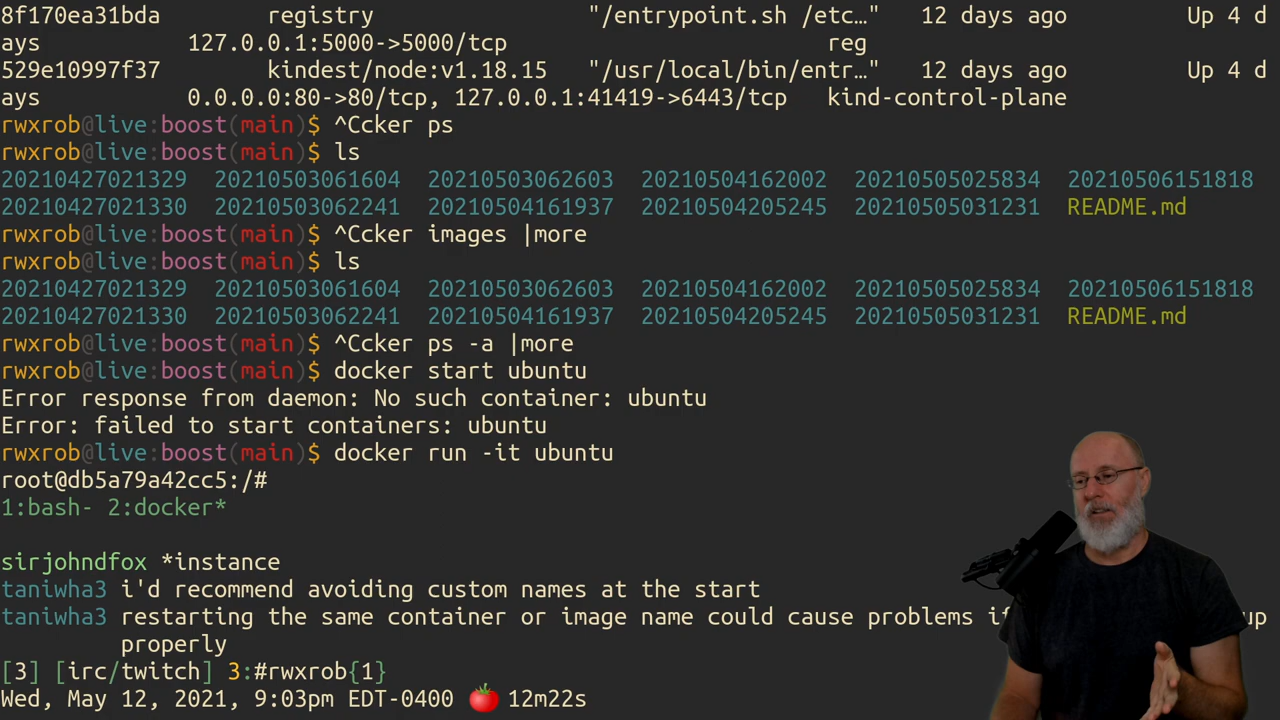 8f170ea31bda        registry            "/entrypoint.sh /etc…"   12 days ago         Up 4 d
ays      127.0.0.1:5000->5000/tcp                        reg
529e10997f37        kindest/node:v1.18.15   "/usr/local/bin/entr…"   12 days ago         Up 4 d
ays      0.0.0.0:80->80/tcp, 127.0.0.1:41419->6443/tcp   kind-control-plane
rwxrob@live:boost(main)$ ^Ccker ps
rwxrob@live:boost(main)$ ls
20210427021329  20210503061604  20210503062603  20210504162002  20210505025834  20210506151818
20210427021330  20210503062241  20210504161937  20210504205245  20210505031231  README.md
rwxrob@live:boost(main)$ ^Ccker images |more
rwxrob@live:boost(main)$ ls
20210427021329  20210503061604  20210503062603  20210504162002  20210505025834  20210506151818
20210427021330  20210503062241  20210504161937  20210504205245  20210505031231  README.md
rwxrob@live:boost(main)$ ^Ccker ps -a |more
rwxrob@live:boost(main)$ docker start ubuntu
Error response from daemon: No such container: ubuntu
Error: failed to start containers: ubuntu
rwxrob@live:boost(main)$ docker run -it ubuntu
root@db5a79a42cc5:/#
1:bash- 2:docker*
sirjohndfox *instance
taniwha3 i'd recommend avoiding custom names at the start
taniwha3 restarting the same container or image name could cause problems if up
properly
[3] [irc/twitch] 3:#rwxrob{1}
Wed, May 12, 2021, 9:03pm EDT-0400 🍅 12m22s